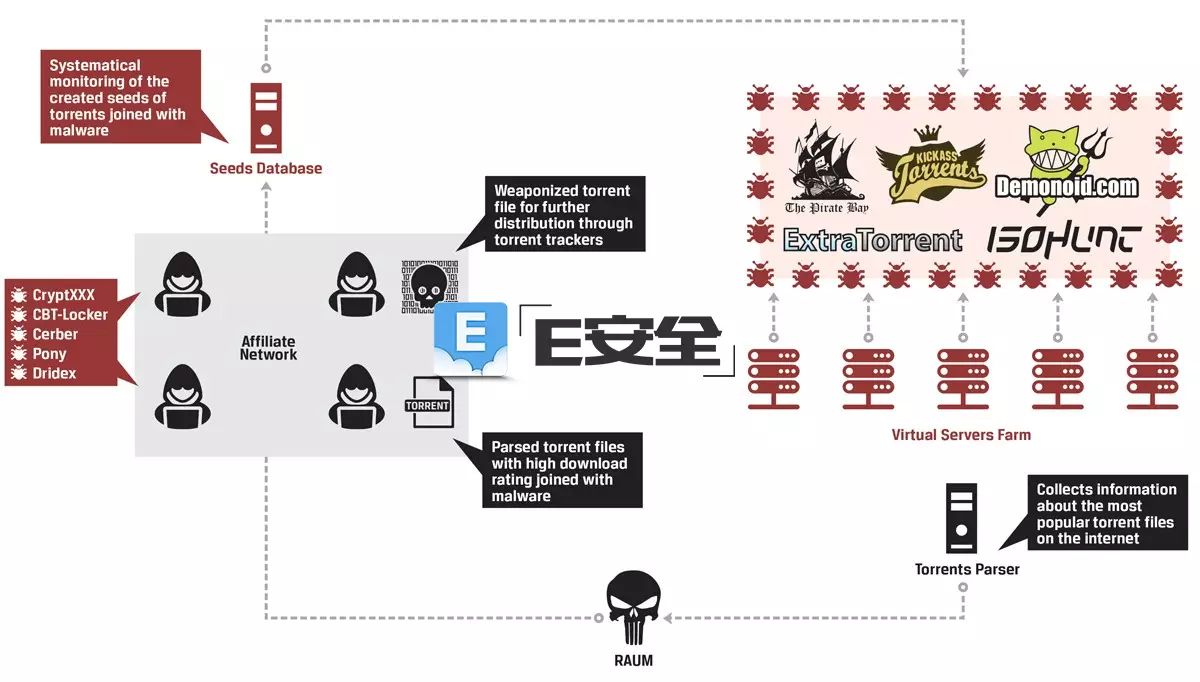 Systematical
monitoring of the
created seeds of
torrents joined with
malware
Seeds Database
The Pirate Bay
KICKASS
Torrents
Demonoid.com
ExtraTorrent
ISOHUNT
Weaponized torrent
file for further
distribution through
torrent trackers
CryptXXX
CBT-Locker
Cerber
Pony
Dridex
Affiliate
Network
E
E安全
TORRENT
Virtual Servers Farm
Parsed torrent files
with high download
rating joined with
malware
Collects information
about the most
popular torrent files
on the internet
Torrents Parser
RAUM